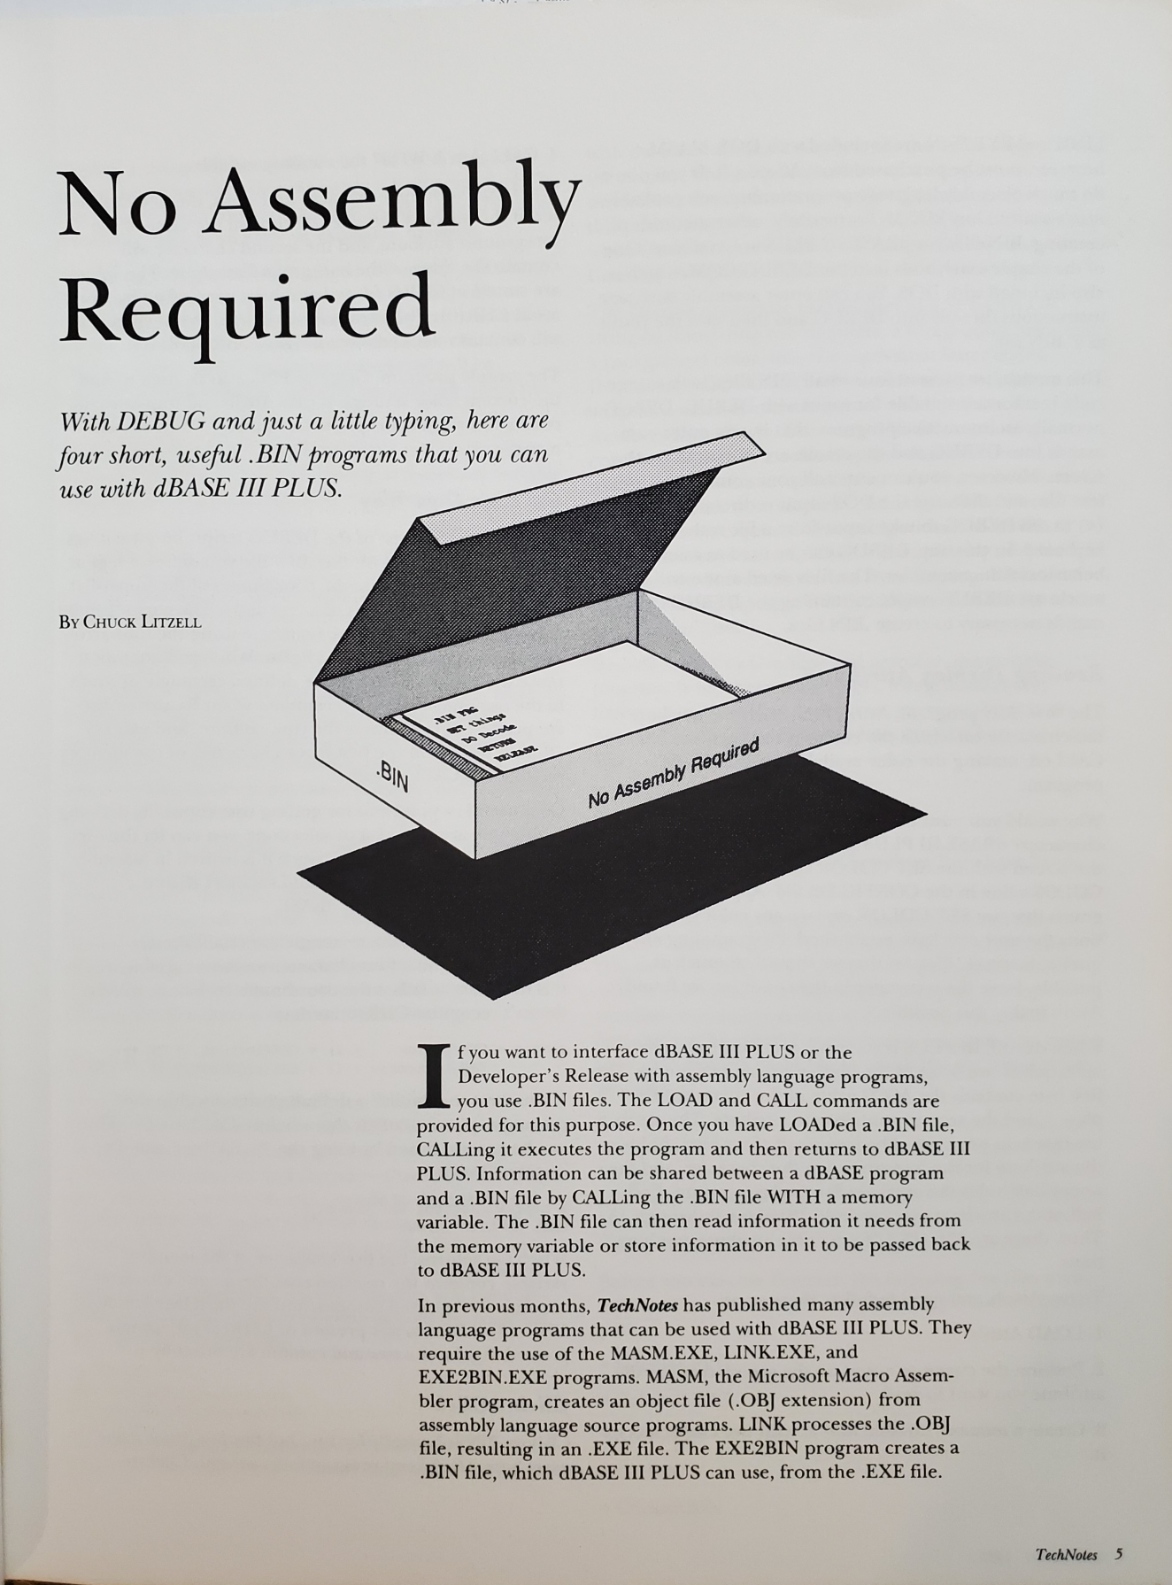 No Assembly
Required
With DEBUG and just a little typing, here are
four short, useful .BIN programs that you can
use with dBASE III PLUS.
BY CHUCK LITZELL
.BIN PRG
SET things
DO Decode
RETURN
RELEASE
.BIN
No Assembly Required
If you want to interface dBASE III PLUS or the
Developer's Release with assembly language programs,
you use .BIN files. The LOAD and CALL commands are
provided for this purpose. Once you have LOADed a .BIN file,
CALLing it executes the program and then returns to dBASE III
PLUS. Information can be shared between a dBASE program
and a .BIN file by CALLing the .BIN file WITH a memory
variable. The .BIN file can then read information it needs from
the memory variable or store information in it to be passed back
to dBASE III PLUS.
In previous months, TechNotes has published many assembly
language programs that can be used with dBASE III PLUS. They
require the use of the MASM.EXE, LINK.EXE, and
EXE2BIN.EXE programs. MASM, the Microsoft Macro Assem-
bler program, creates an object file (.OBJ extension) from
assembly language source programs. LINK processes the .OBJ
file, resulting in an .EXE file. The EXE2BIN program creates a
.BIN file, which dBASE III PLUS can use, from the .EXE file.
TechNotes 5